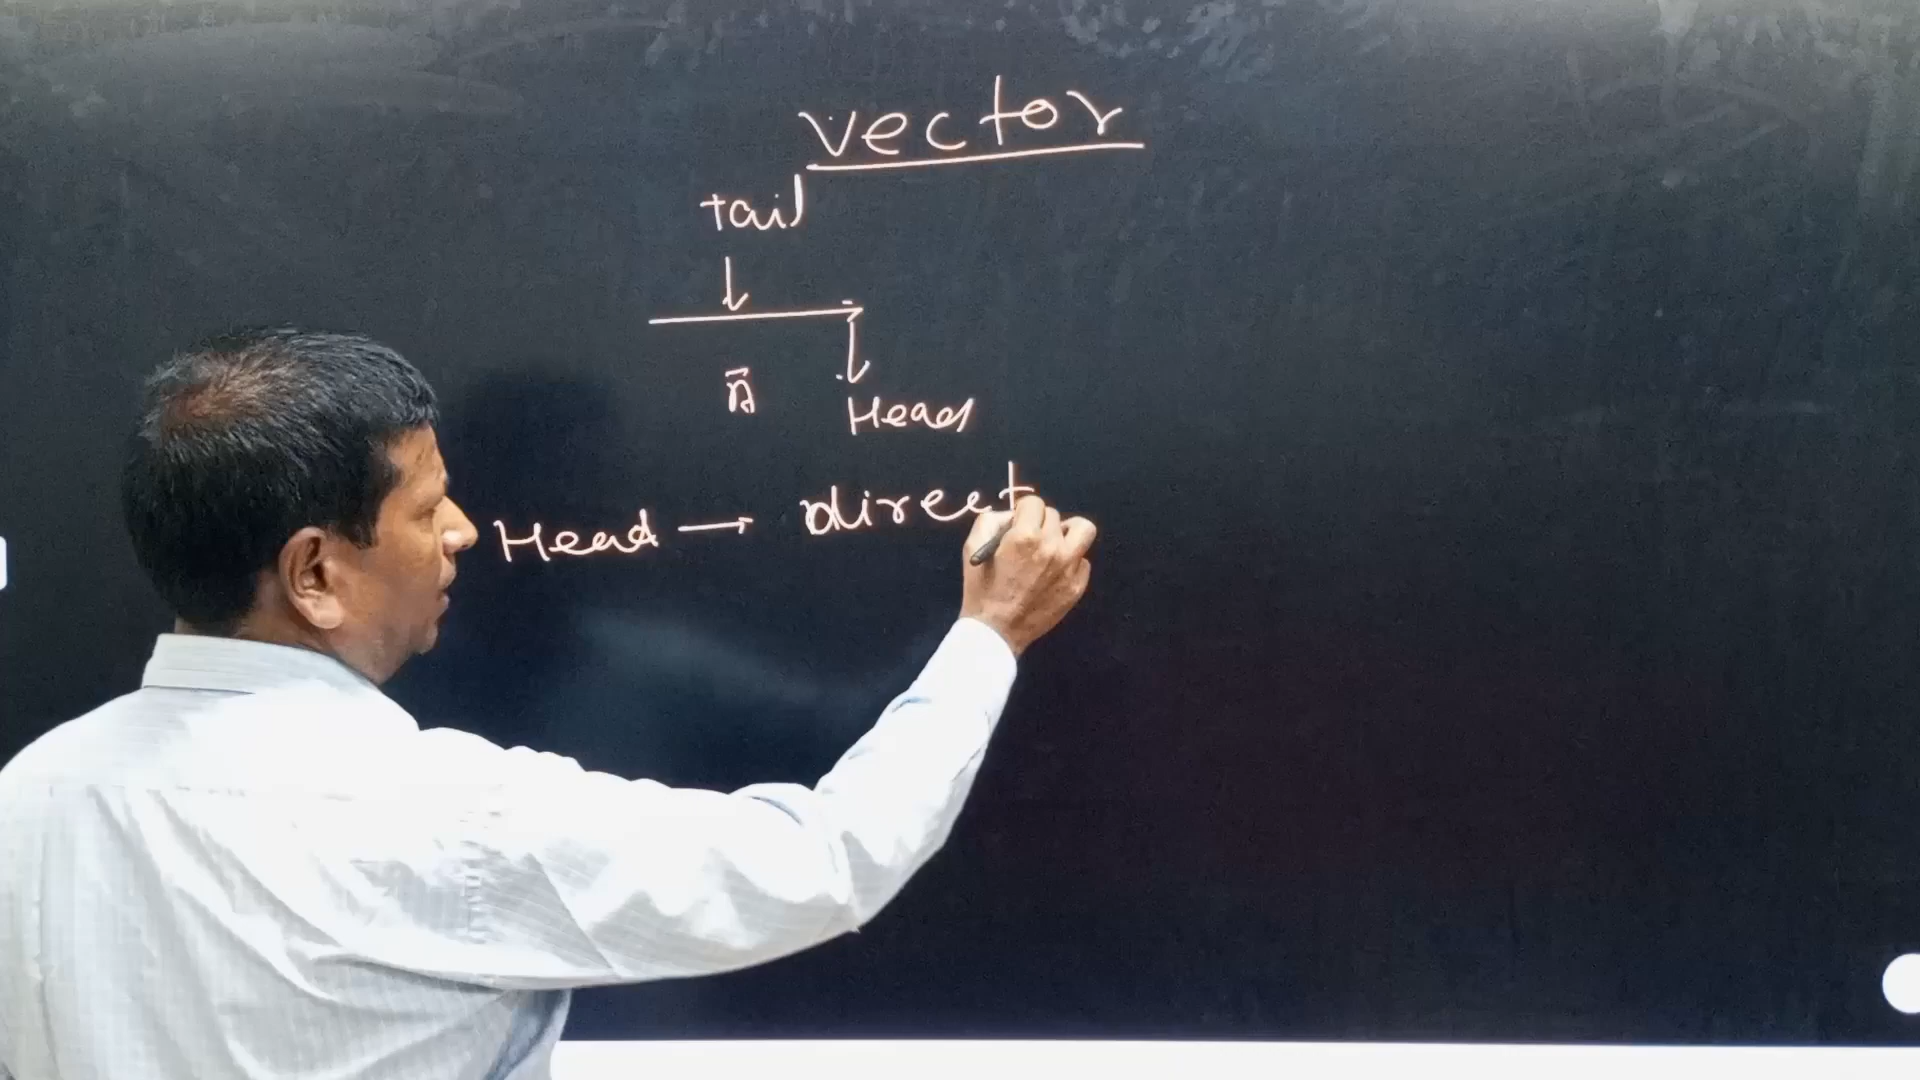 vector
tail
Head
Head → direct